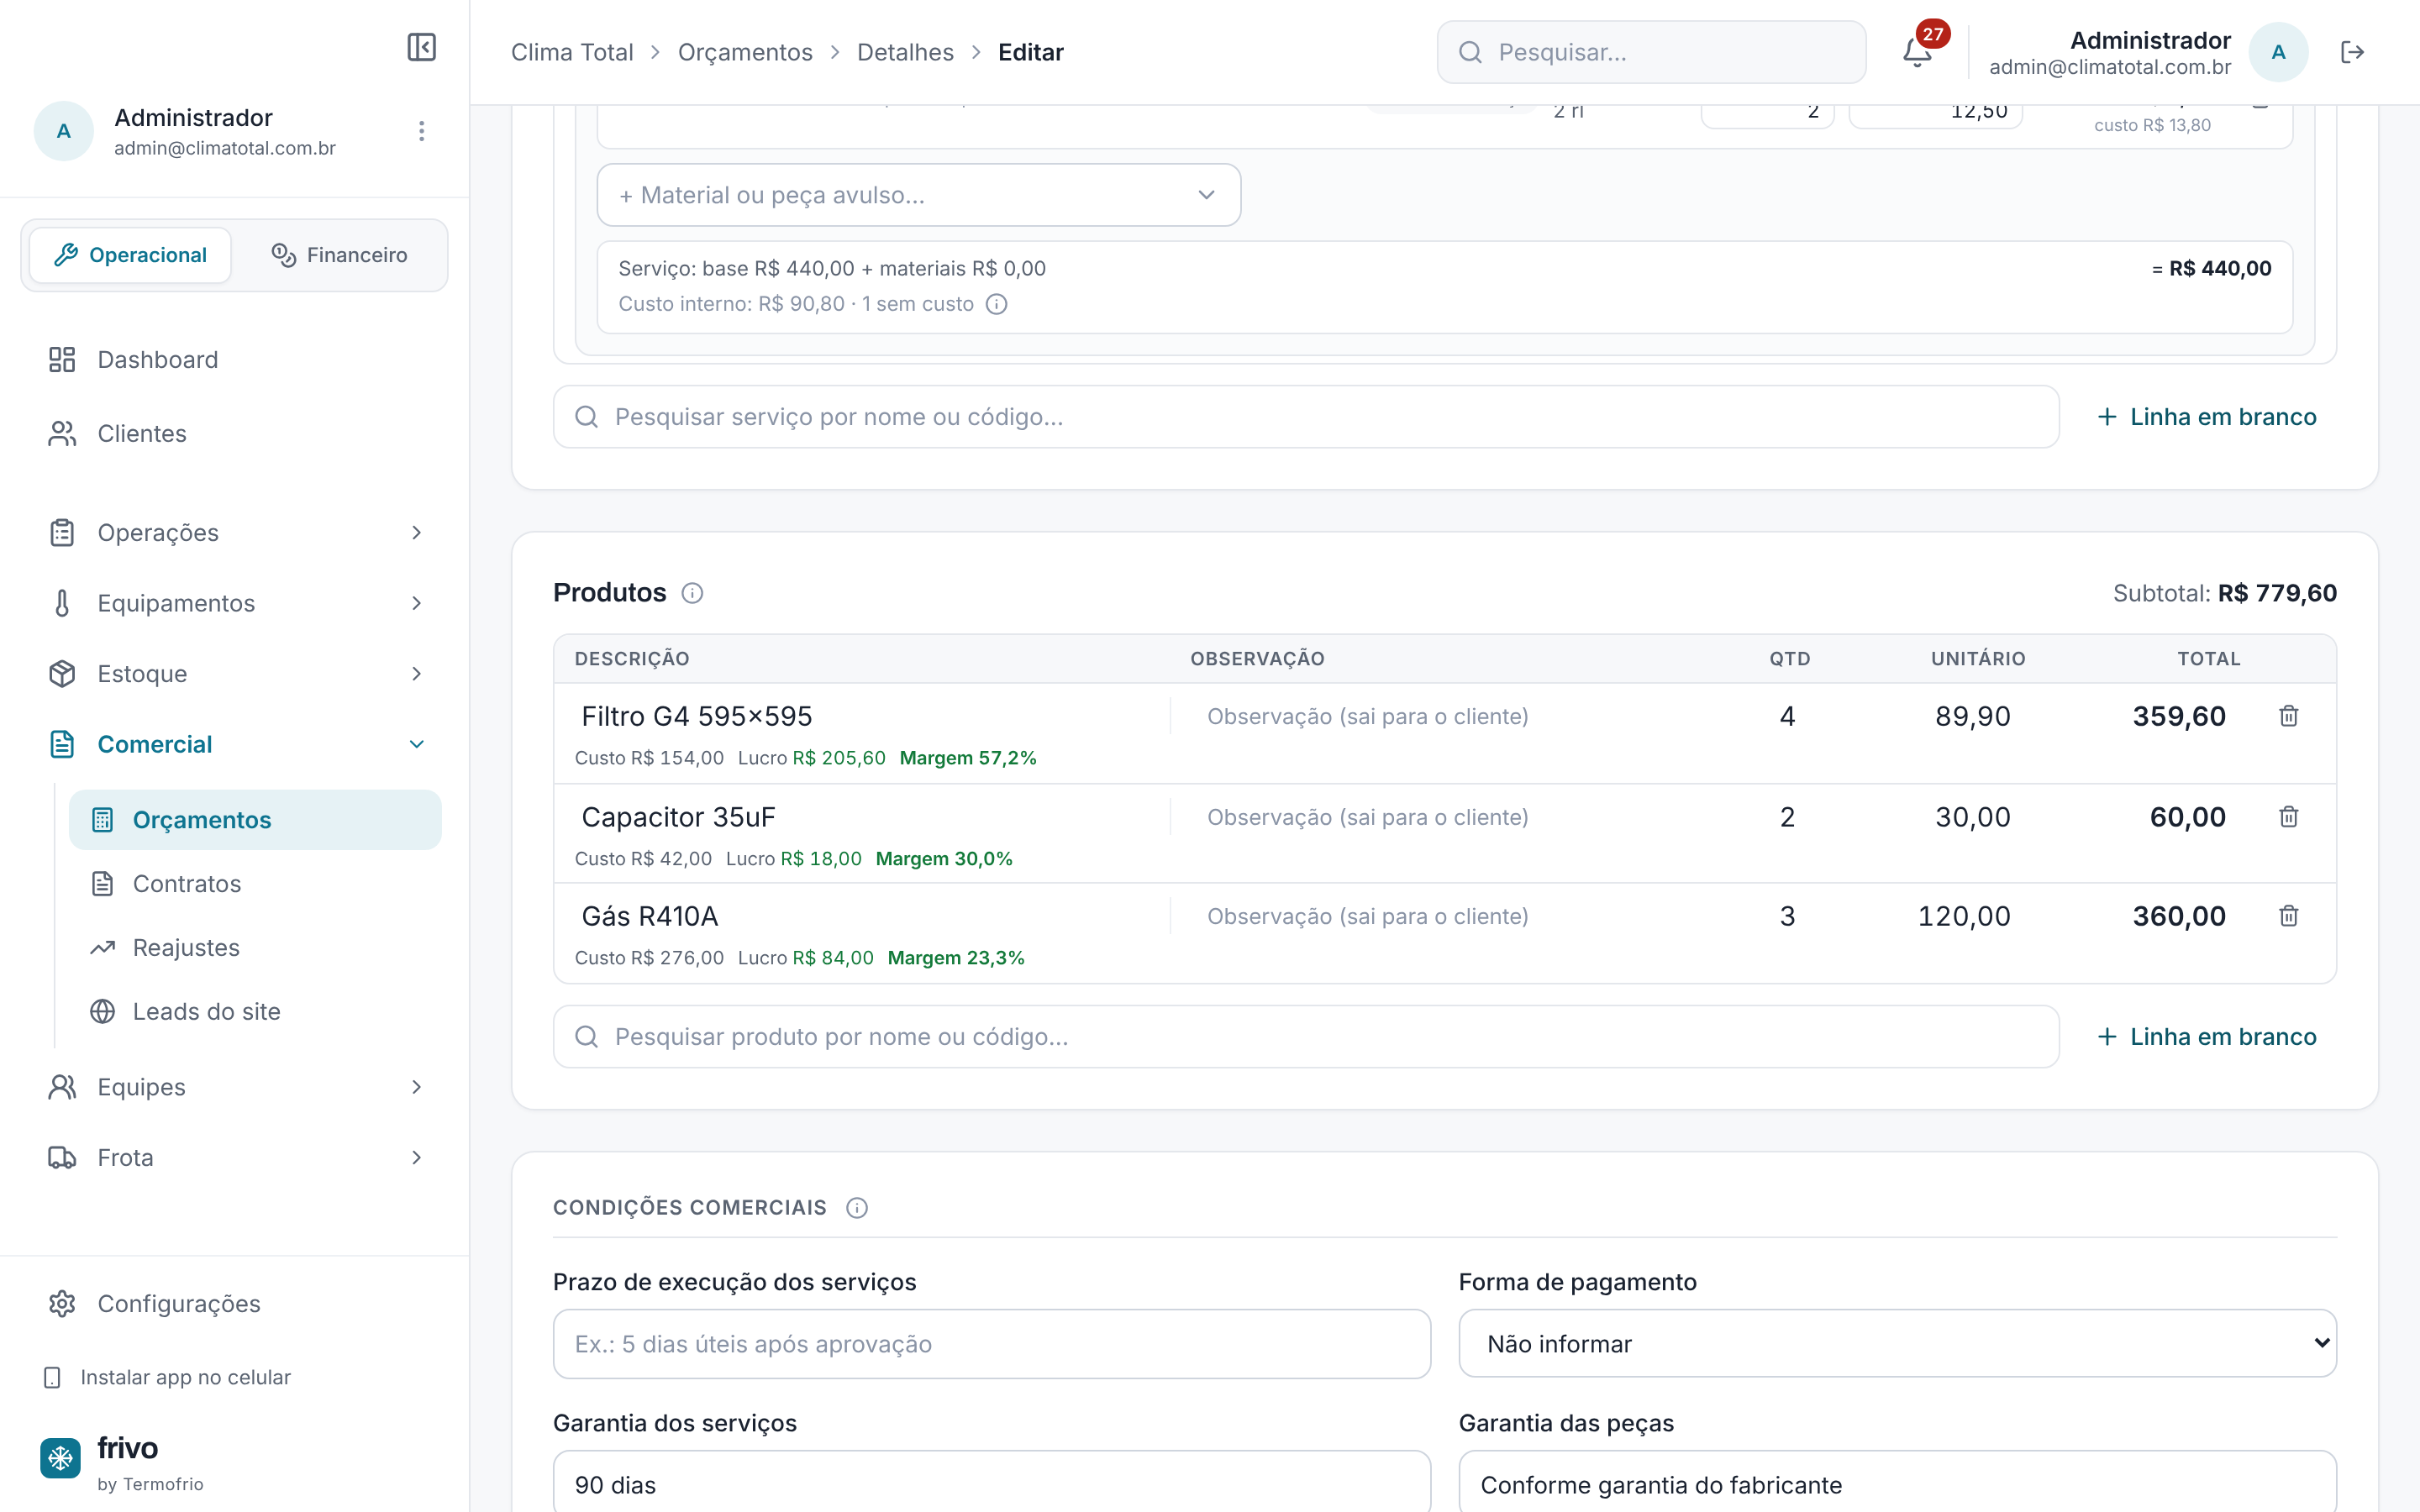 Clima Total > Orçamentos > Detalhes > Editar
Pesquisar...
27
Administrador
admin@climatotal.com.br
A
A
Administrador
admin@climatotal.com.br
Operacional
Financeiro
Dashboard
Clientes
Operações
Equipamentos
Estoque
Comercial
Orçamentos
Contratos
Reajustes
Leads do site
Equipes
Frota
Configurações
Instalar app no celular
frivo
by Termofrio
2 rl
2
12,50
custo R$ 13,80
+ Material ou peça avulso...
Serviço: base R$ 440,00 + materiais R$ 0,00
= R$ 440,00
Custo interno: R$ 90,80 · 1 sem custo
Pesquisar serviço por nome ou código...
+ Linha em branco
Produtos
Subtotal: R$ 779,60
DESCRIÇÃO OBSERVAÇÃO QTD UNITÁRIO TOTAL
Filtro G4 595×595 Observação (sai para o cliente) 4 89,90 359,60
Custo R$ 154,00 Lucro R$ 205,60 Margem 57,2%
Capacitor 35uF Observação (sai para o cliente) 2 30,00 60,00
Custo R$ 42,00 Lucro R$ 18,00 Margem 30,0%
Gás R410A Observação (sai para o cliente) 3 120,00 360,00
Custo R$ 276,00 Lucro R$ 84,00 Margem 23,3%
Pesquisar produto por nome ou código...
+ Linha em branco
CONDIÇÕES COMERCIAIS
Prazo de execução dos serviços
Ex.: 5 dias úteis após aprovação
Forma de pagamento
Não informar
Garantia dos serviços
90 dias
Garantia das peças
Conforme garantia do fabricante